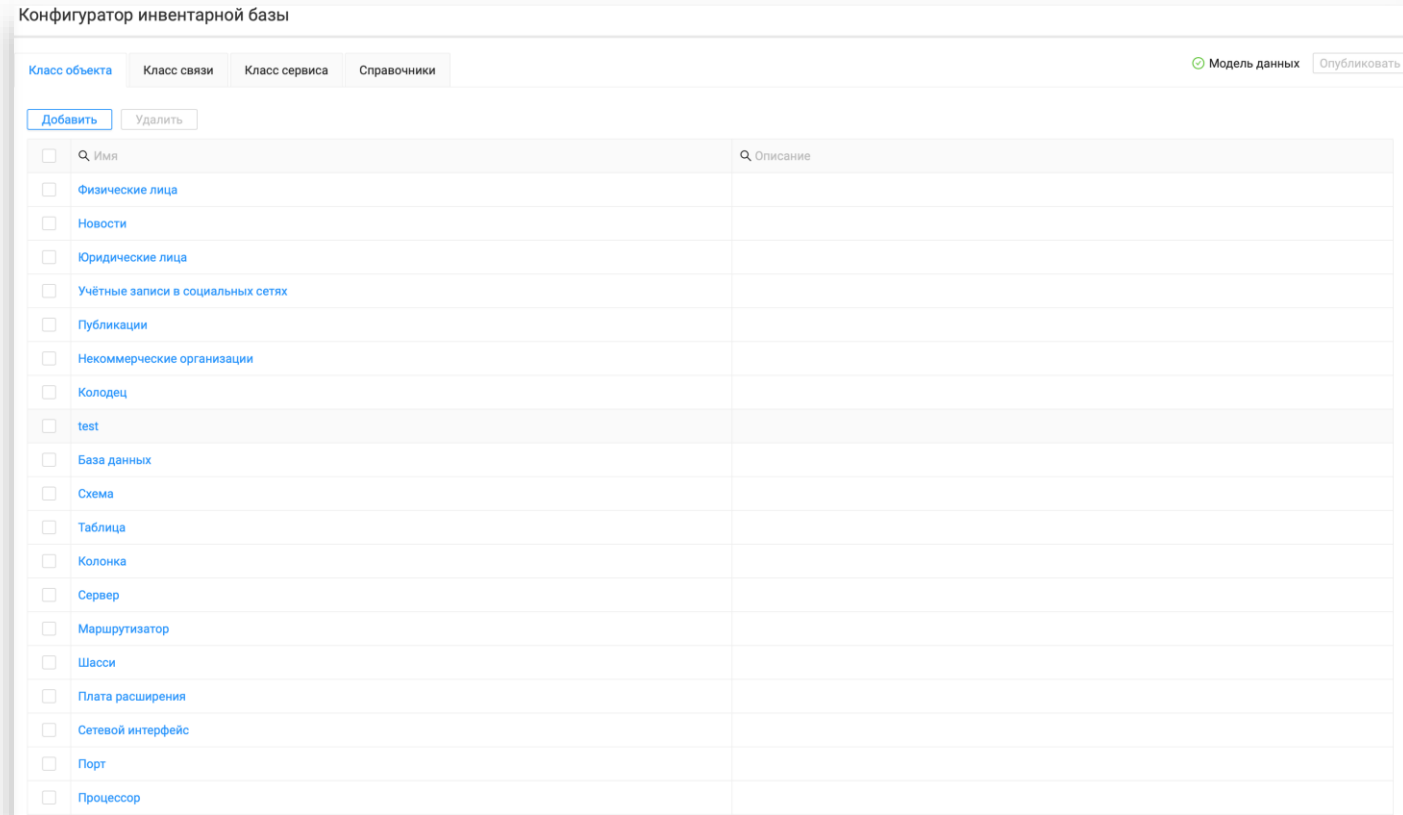 Конфигуратор инвентарной базы
Класс объекта Класс связи Класс сервиса Справочники Модель данных Опубликовать
Добавить Удалить
Имя Описание
Физические лица
Новости
Юридические лица
Учётные записи в социальных сетях
Публикации
Некоммерческие организации
Колодец
test
База данных
Схема
Таблица
Колонка
Сервер
Маршрутизатор
Шасси
Плата расширения
Сетевой интерфейс
Порт
Процессор